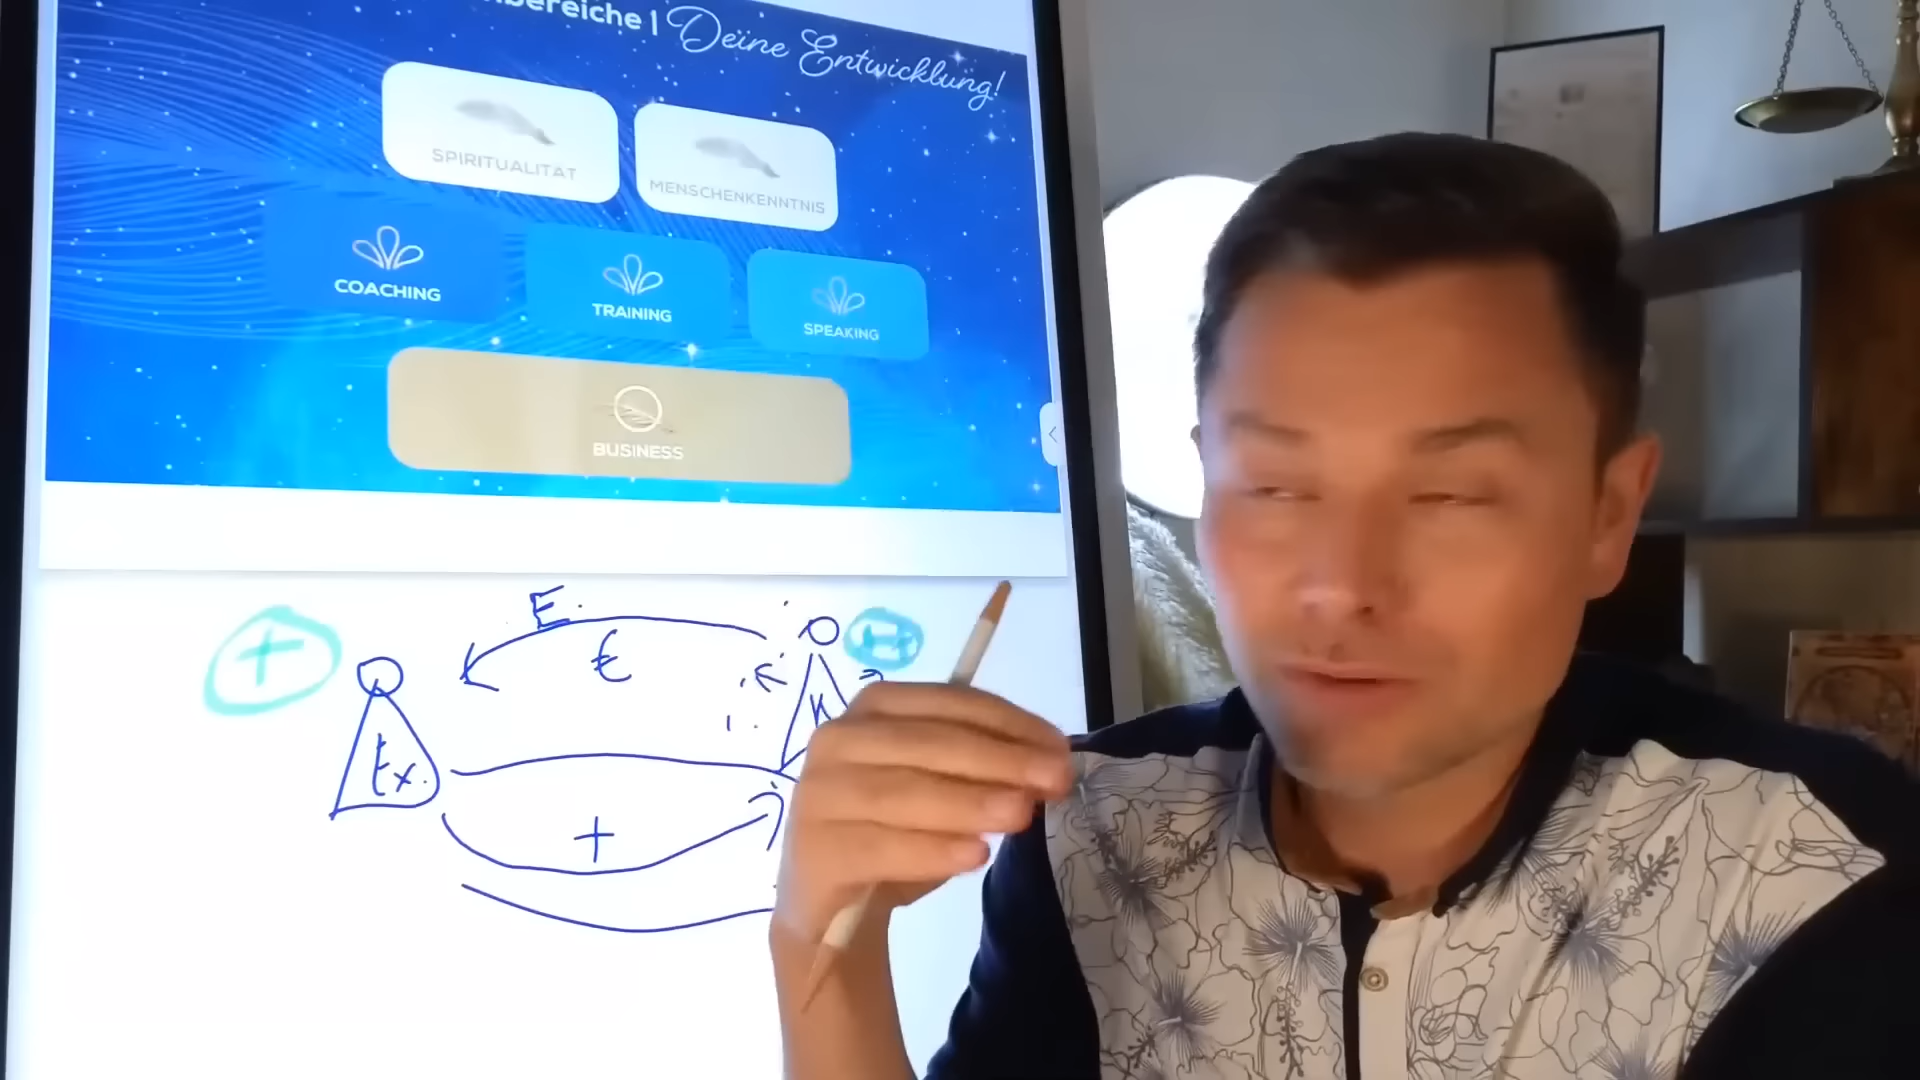 bereiche | Deine Entwicklung!
SPIRITUALITÄT
MENSCHENKENNTNIS
COACHING
TRAINING
SPEAKING
BUSINESS
+
E.
€
Ex.
K
+